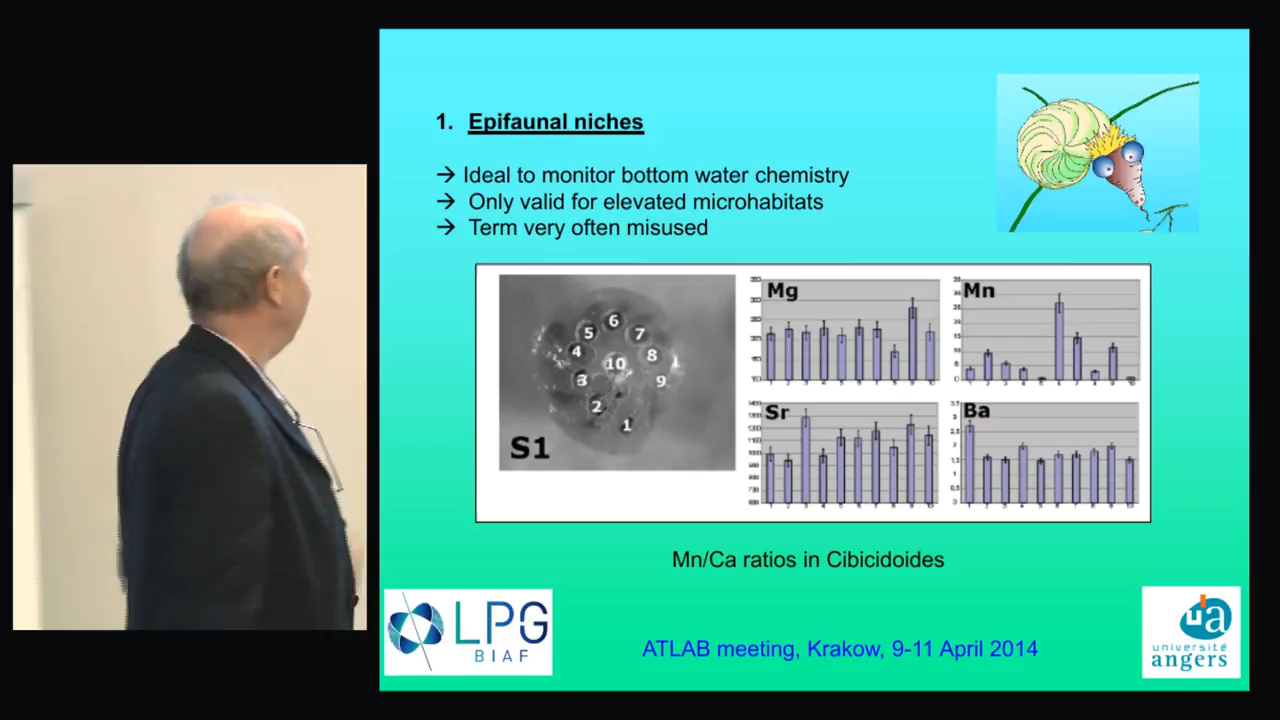 1. Epifaunal niches
→ Ideal to monitor bottom water chemistry
→ Only valid for elevated microhabitats
→ Term very often misused
6
5
7
4
8
10
3
9
2
1
S1
Mg
Mn
Sr
Ba
Mn/Ca ratios in Cibicidoides
LPG
BIAF
ATLAB meeting, Krakow, 9-11 April 2014
ua
université
angers